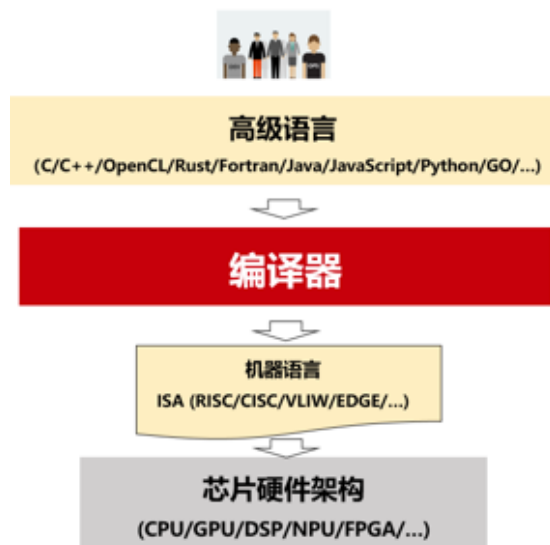 高级语言
(C/C++/OpenCL/Rust/Fortran/Java/JavaScript/Python/GO/...)
编译器
机器语言
ISA (RISC/CISC/VLIW/EDGE/...)
芯片硬件架构
(CPU/GPU/DSP/NPU/FPGA/...)